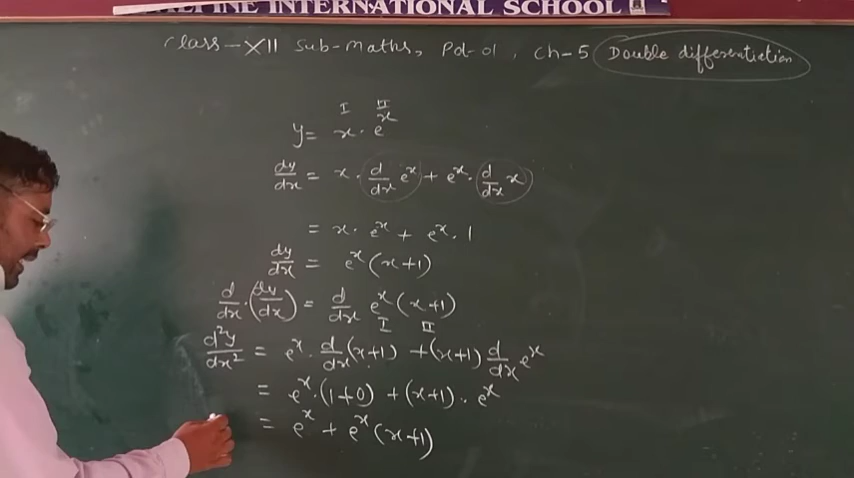 INTERNATIONAL SCHOOL
Class-XII Sub-maths, Pd-01, Ch-5 Double differentiation
I II
y = x · e^x
dy/dx = x · d/dx e^x + e^x · d/dx x
= x · e^x + e^x · 1
dy/dx = e^x (x+1)
d/dx · (dy/dx) = d/dx e^x (x+1)
I II
d²y/dx² = e^x · d/dx (x+1) + (x+1) d/dx e^x
= e^x · (1+0) + (x+1) · e^x
= e^x + e^x (x+1)